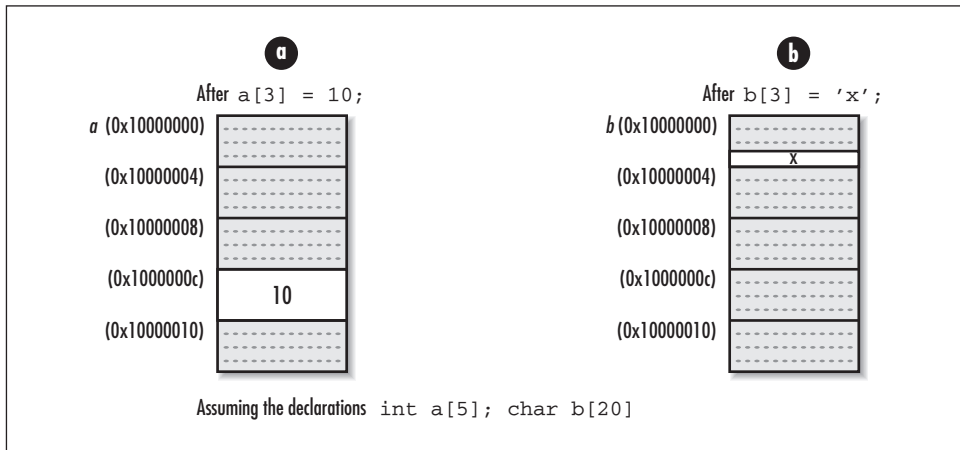 a
After a[3] = 10;
a (0x10000000)
(0x10000004)
(0x10000008)
(0x1000000c)
10
(0x10000010)
b
After b[3] = 'x';
b (0x10000000)
X
(0x10000004)
(0x10000008)
(0x1000000c)
(0x10000010)
Assuming the declarations int a[5]; char b[20]